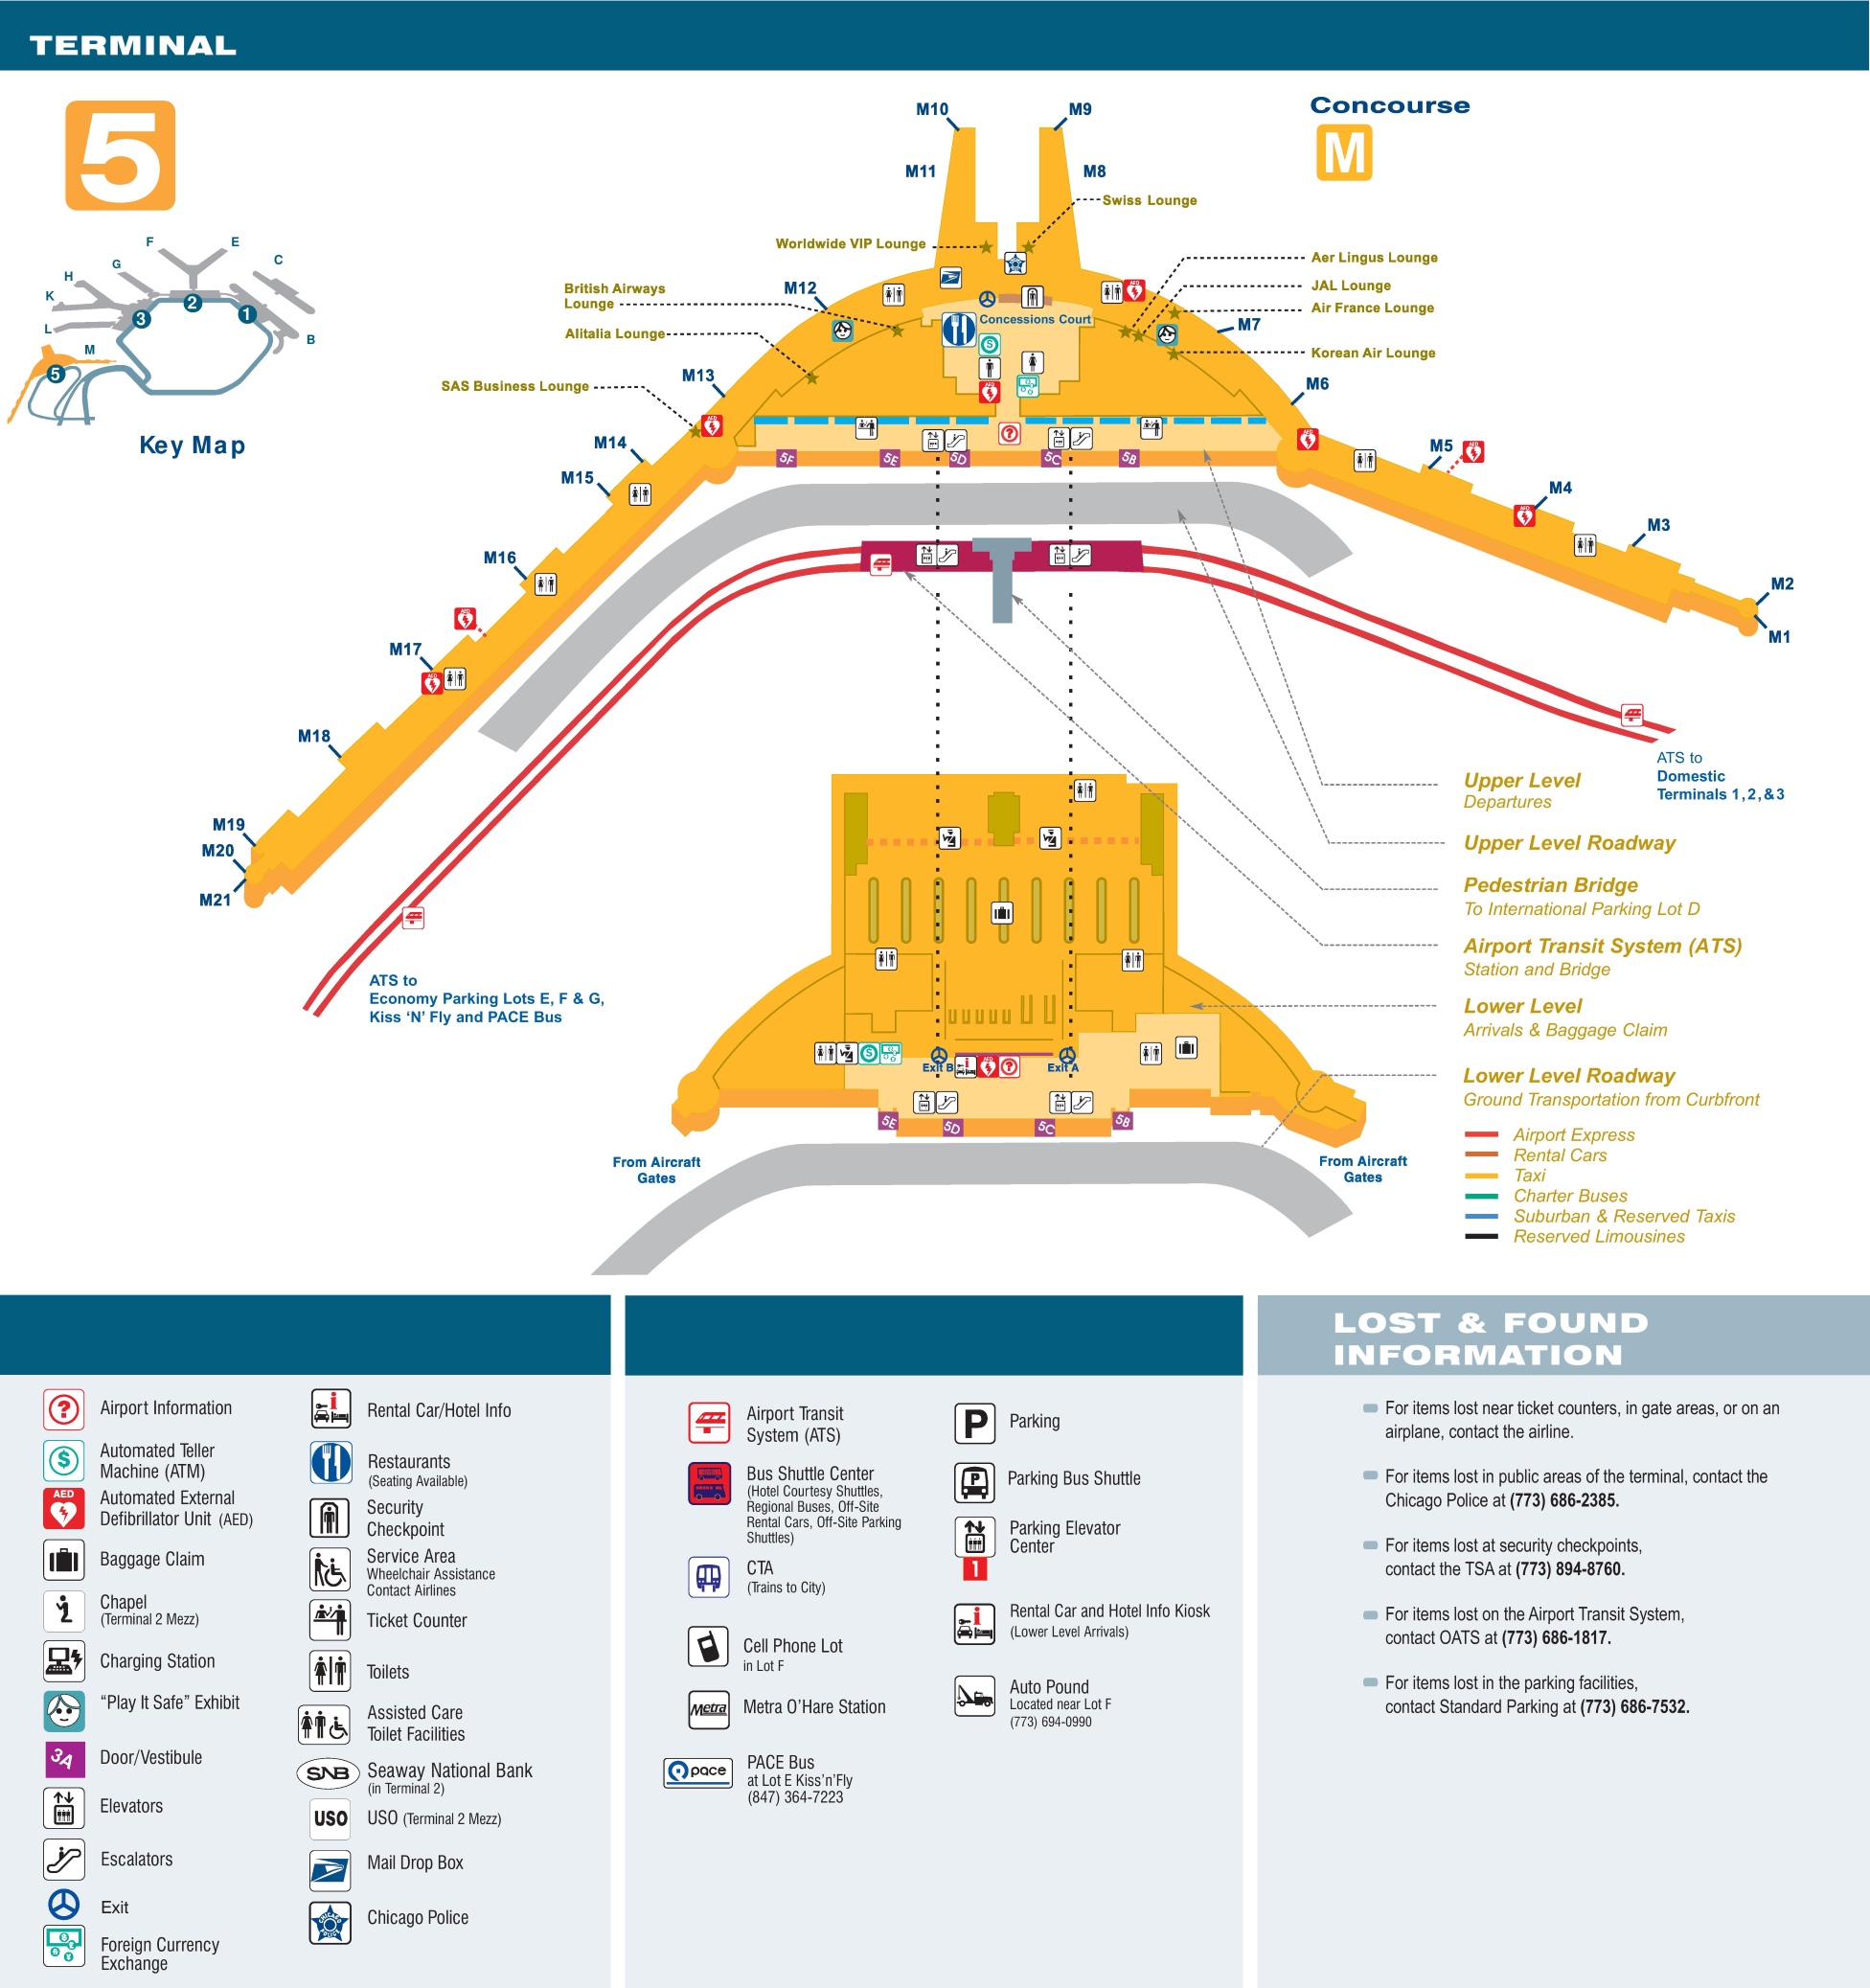 TERMINAL
5
Concourse
M
M10
M9
M11
M8
Swiss Lounge
Worldwide VIP Lounge
Aer Lingus Lounge
JAL Lounge
Air France Lounge
Korean Air Lounge
British Airways
Lounge
Alitalia Lounge
SAS Business Lounge
M12
M7
Concessions Court
M13
M6
M14
M5
M15
M4
M3
M16
M2
M1
M17
M18
M19
M20
M21
5F
5E
5D
5C
5B
F
E
C
G
H
K
L
M
B
1
2
3
5
Key Map
ATS to
Domestic
Terminals 1, 2, & 3
ATS to
Economy Parking Lots E, F & G,
Kiss ‘N’ Fly and PACE Bus
Upper Level
Departures
Upper Level Roadway
Pedestrian Bridge
To International Parking Lot D
Airport Transit System (ATS)
Station and Bridge
Lower Level
Arrivals & Baggage Claim
Lower Level Roadway
Ground Transportation from Curbfront
Airport Express
Rental Cars
Taxi
Charter Buses
Suburban & Reserved Taxis
Reserved Limousines
Exit B
Exit A
5E
5D
5C
5B
From Aircraft
Gates
From Aircraft
Gates
Airport Information
Automated Teller
Machine (ATM)
AED
Automated External
Defibrillator Unit (AED)
Baggage Claim
Chapel
(Terminal 2 Mezz)
Charging Station
“Play It Safe” Exhibit
3A
Door/Vestibule
Elevators
Escalators
Exit
Foreign Currency
Exchange
Rental Car/Hotel Info
Restaurants
(Seating Available)
Security
Checkpoint
Service Area
Wheelchair Assistance
Contact Airlines
Ticket Counter
Toilets
Assisted Care
Toilet Facilities
SNB
Seaway National Bank
(in Terminal 2)
USO
USO (Terminal 2 Mezz)
Mail Drop Box
Chicago Police
Airport Transit
System (ATS)
Bus Shuttle Center
(Hotel Courtesy Shuttles,
Regional Buses, Off-Site
Rental Cars, Off-Site Parking
Shuttles)
CTA
(Trains to City)
Cell Phone Lot
in Lot F
Metra
Metra O’Hare Station
pace
PACE Bus
at Lot E Kiss’n’Fly
(847) 364-7223
P
Parking
P
Parking Bus Shuttle
Parking Elevator
Center
1
Rental Car and Hotel Info Kiosk
(Lower Level Arrivals)
Auto Pound
Located near Lot F
(773) 694-0990
LOST & FOUND
INFORMATION
For items lost near ticket counters, in gate areas, or on an
airplane, contact the airline.
For items lost in public areas of the terminal, contact the
Chicago Police at (773) 686-2385.
For items lost at security checkpoints,
contact the TSA at (773) 894-8760.
For items lost on the Airport Transit System,
contact OATS at (773) 686-1817.
For items lost in the parking facilities,
contact Standard Parking at (773) 686-7532.